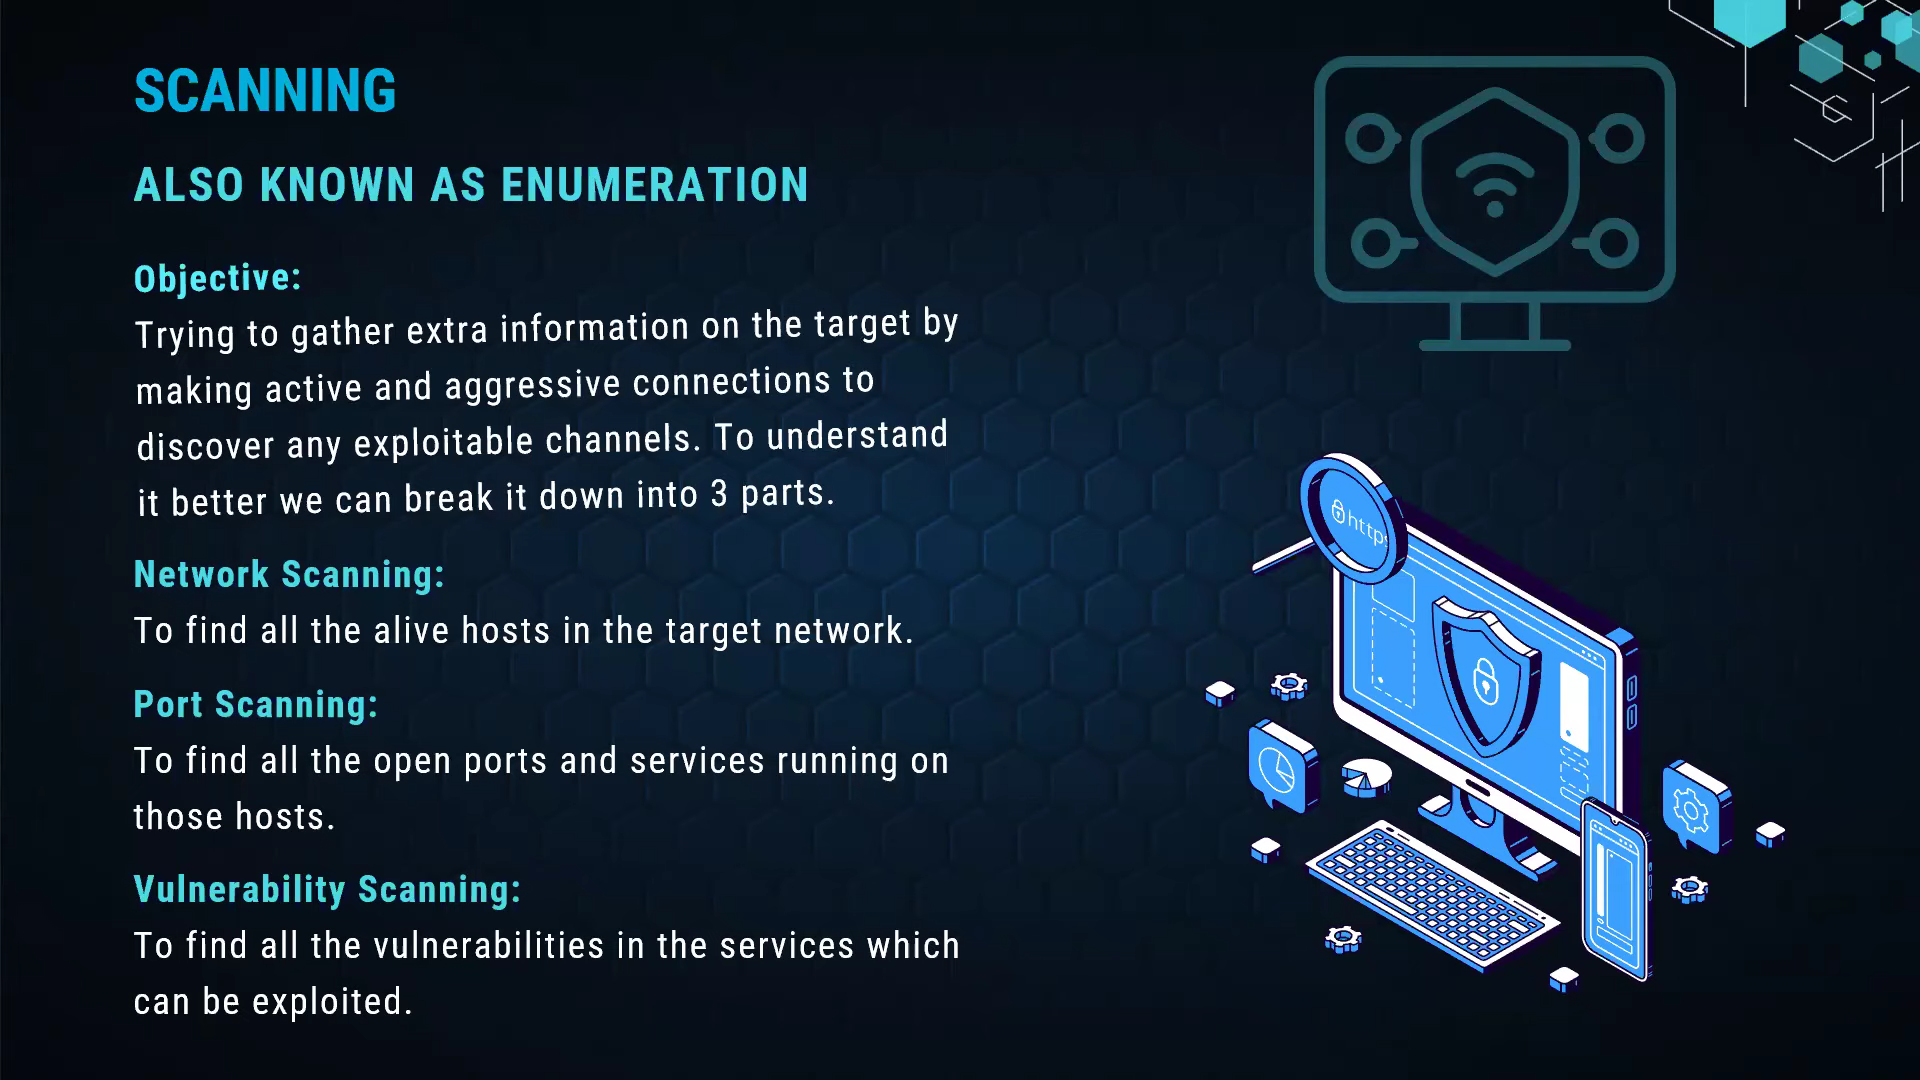 SCANNING
ALSO KNOWN AS ENUMERATION
Objective:
Trying to gather extra information on the target by
making active and aggressive connections to
discover any exploitable channels. To understand
it better we can break it down into 3 parts.
Network Scanning:
To find all the alive hosts in the target network.
Port Scanning:
To find all the open ports and services running on
those hosts.
Vulnerability Scanning:
To find all the vulnerabilities in the services which
can be exploited.
https